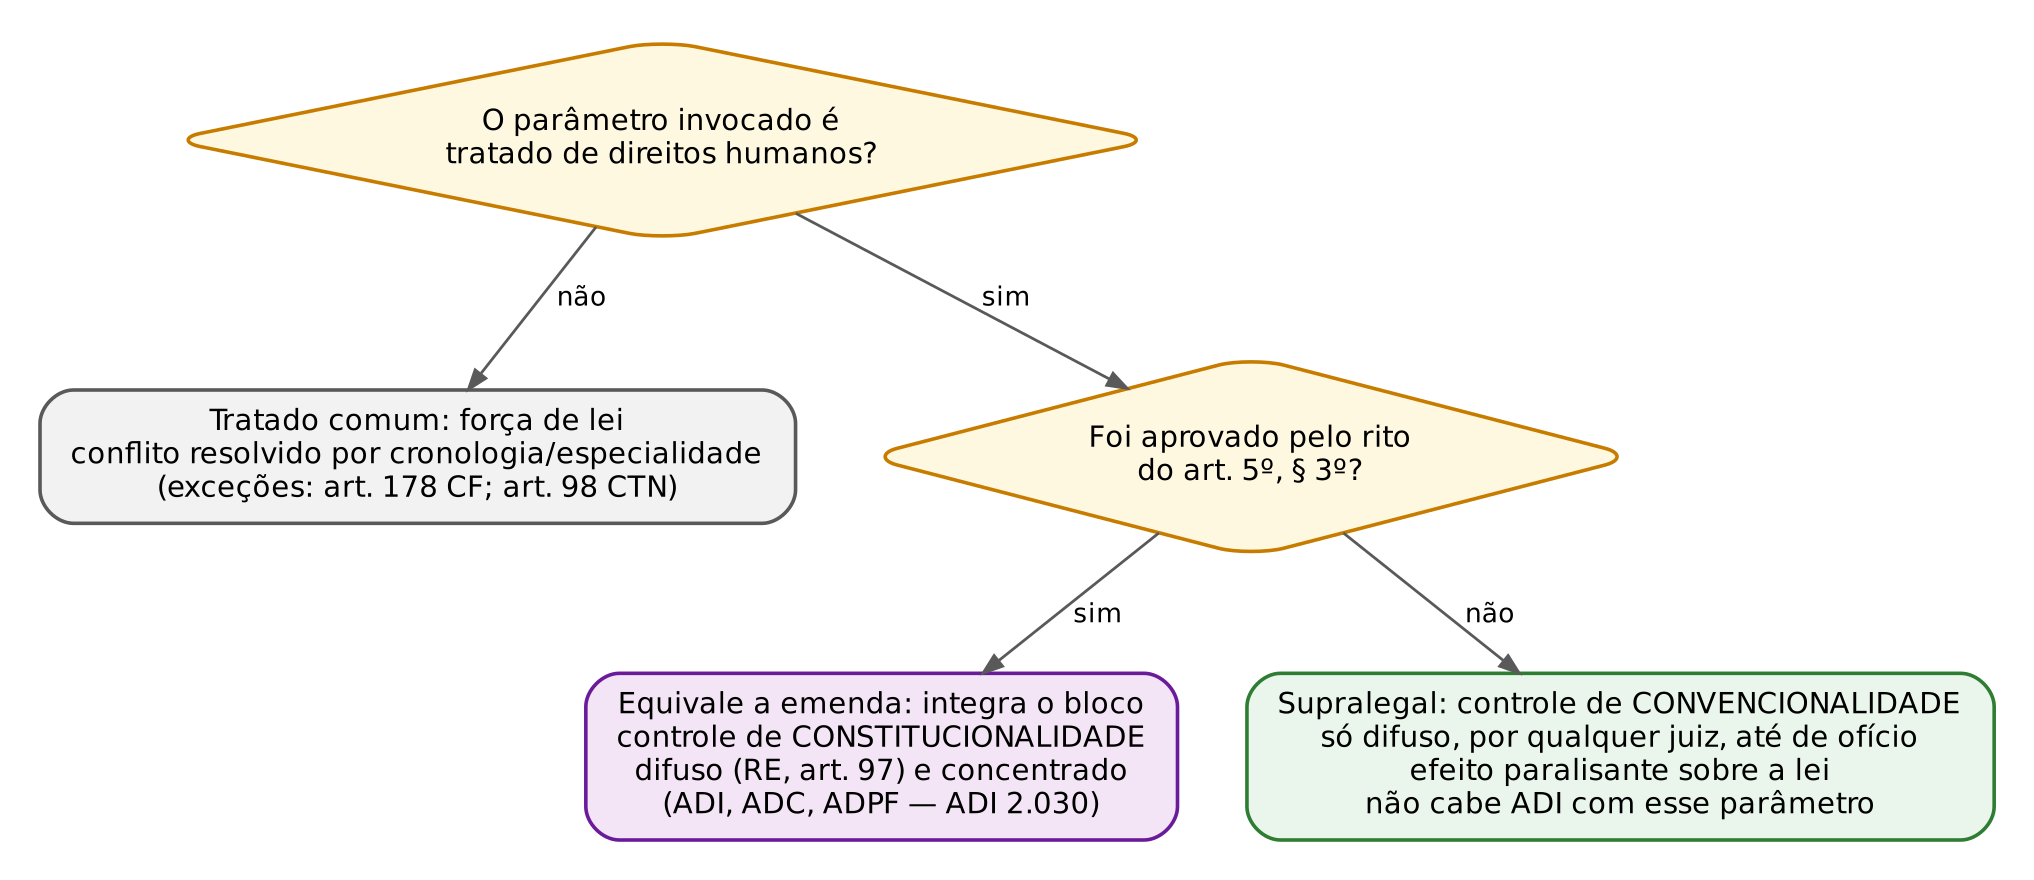 O parâmetro invocado é
tratado de direitos humanos?
não
sim
Tratado comum: força de lei
conflito resolvido por cronologia/especialidade
(exceções: art. 178 CF; art. 98 CTN)
Foi aprovado pelo rito
do art. 5º, § 3º?
sim
não
Equivale a emenda: integra o bloco
controle de CONSTITUCIONALIDADE
difuso (RE, art. 97) e concentrado
(ADI, ADC, ADPF — ADI 2.030)
Supralegal: controle de CONVENCIONALIDADE
só difuso, por qualquer juiz, até de ofício
efeito paralisante sobre a lei
não cabe ADI com esse parâmetro